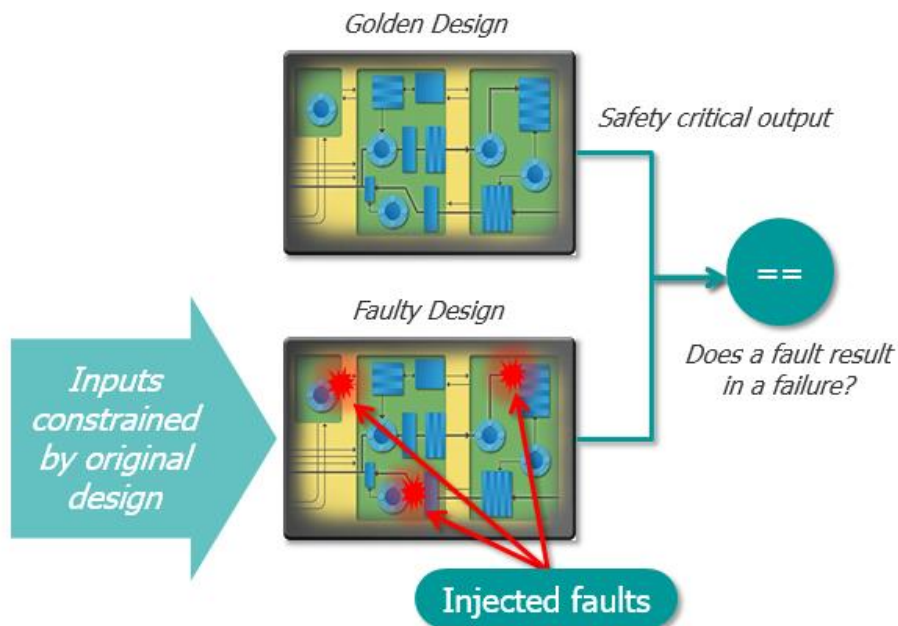 Golden Design
Safety critical output
==
Does a fault result
in a failure?
Faulty Design
Inputs
constrained
by original
design
Injected faults